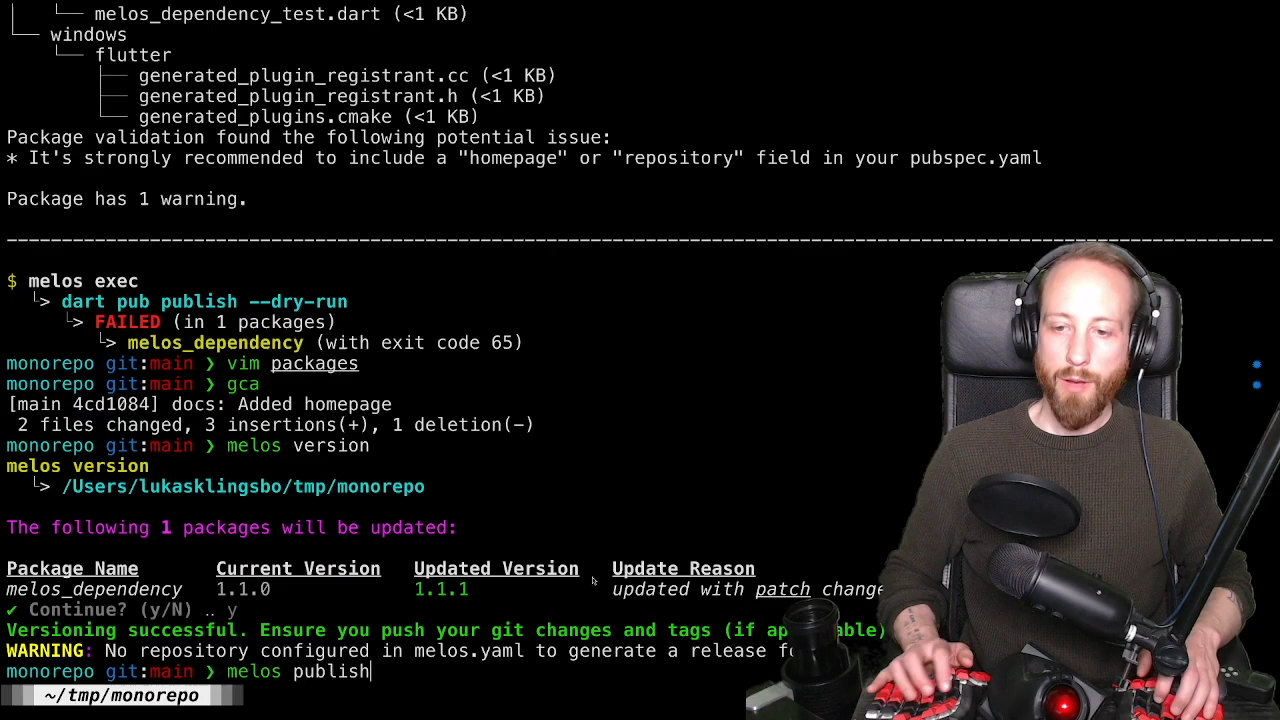 melos_dependency_test.dart (<1 KB)
windows
flutter
generated_plugin_registrant.cc (<1 KB)
generated_plugin_registrant.h (<1 KB)
generated_plugins.cmake (<1 KB)
Package validation found the following potential issue:
* It's strongly recommended to include a "homepage" or "repository" field in your pubspec.yaml
Package has 1 warning.
--------------------------------------------------------------------------------------------------------------------
$ melos exec
└> dart pub publish --dry-run
└> FAILED (in 1 packages)
└> melos_dependency (with exit code 65)
monorepo git:main ❯ vim packages
monorepo git:main ❯ gca
[main 4cd1084] docs: Added homepage
2 files changed, 3 insertions(+), 1 deletion(-)
monorepo git:main ❯ melos version
melos version
└> /Users/lukasklingsbo/tmp/monorepo
The following 1 packages will be updated:
Package Name Current Version Updated Version Update Reason
melos_dependency 1.1.0 1.1.1 updated with patch change
✔ Continue? (y/N) .. y
Versioning successful. Ensure you push your git changes and tags (if
WARNING: No repository configured in melos.yaml to generate a release
monorepo git:main ❯ melos publish
~/tmp/monorepo